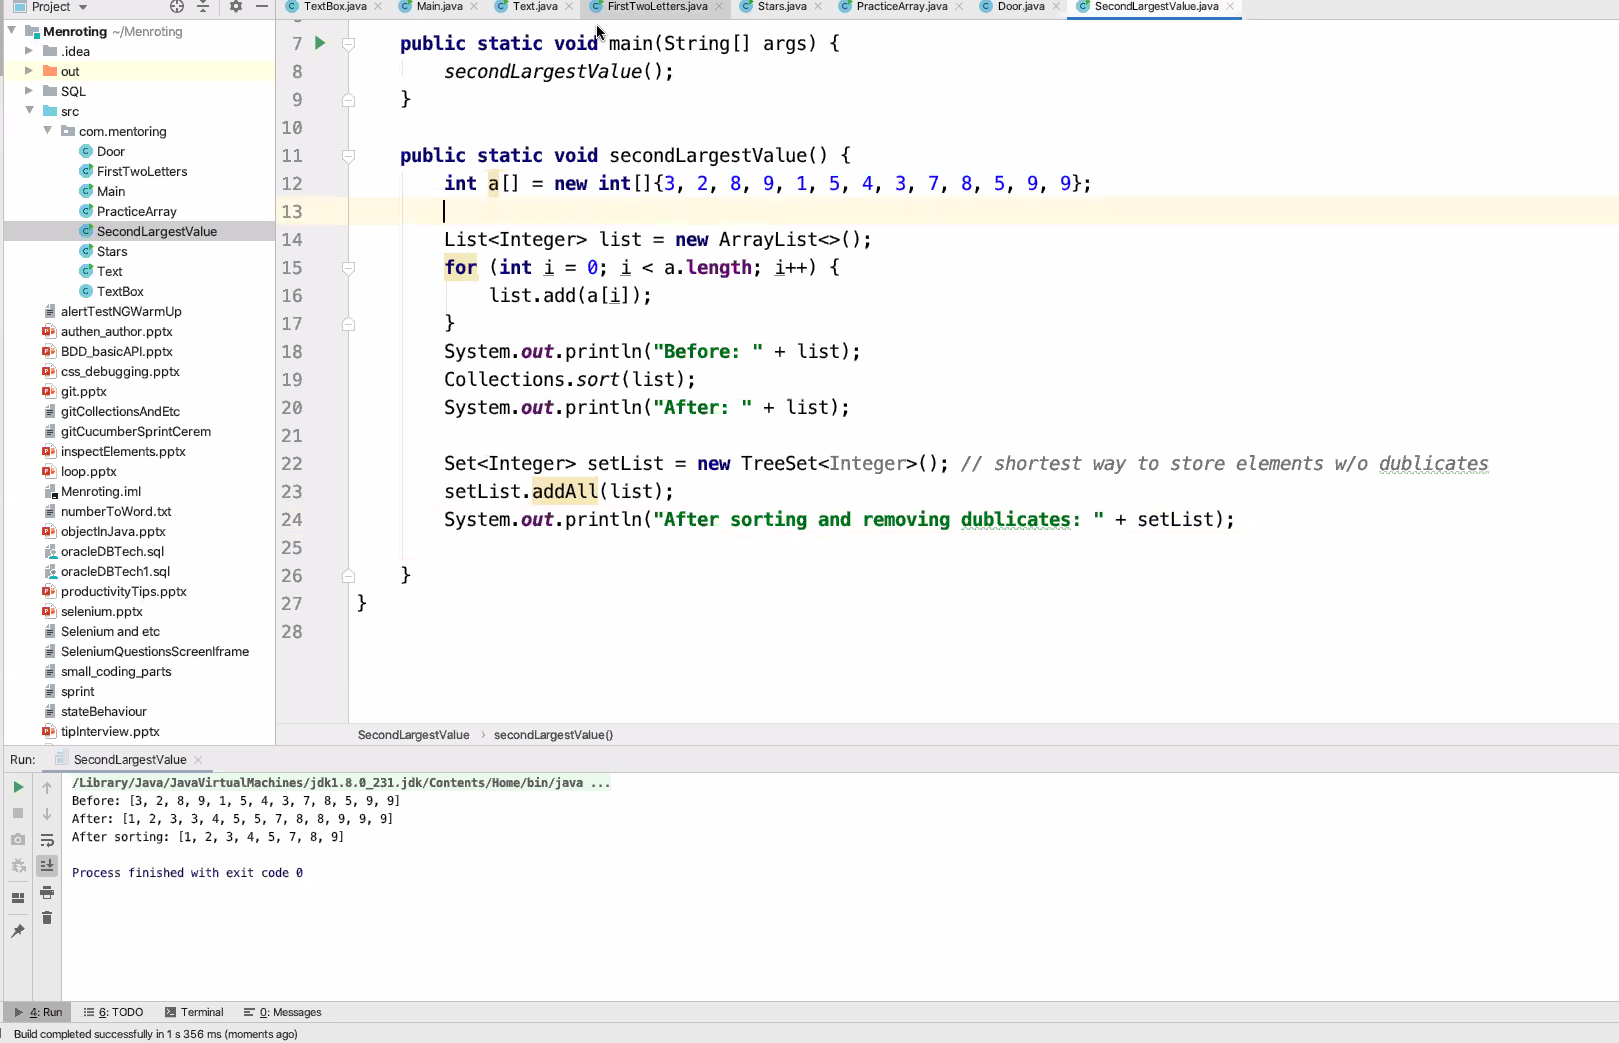 Project
TextBox.java
Main.java
Text.java
FirstTwoLetters.java
Stars.java
PracticeArray.java
Door.java
SecondLargestValue.java
Menroting ~/Menroting
.idea
out
SQL
src
com.mentoring
Door
FirstTwoLetters
Main
PracticeArray
SecondLargestValue
Stars
Text
TextBox
alertTestNGWarmUp
authen_author.pptx
BDD_basicAPI.pptx
css_debugging.pptx
git.pptx
gitCollectionsAndEtc
gitCucumberSprintCerem
inspectElements.pptx
loop.pptx
Menroting.iml
numberToWord.txt
objectInJava.pptx
oracleDBTech.sql
oracleDBTech1.sql
productivityTips.pptx
selenium.pptx
Selenium and etc
SeleniumQuestionsScreenIframe
small_coding_parts
sprint
stateBehaviour
tipInterview.pptx
7 public static void main(String[] args) {
8 secondLargestValue();
9 }
10
11 public static void secondLargestValue() {
12 int a[] = new int[]{3, 2, 8, 9, 1, 5, 4, 3, 7, 8, 5, 9, 9};
13
14 List<Integer> list = new ArrayList<>();
15 for (int i = 0; i < a.length; i++) {
16 list.add(a[i]);
17 }
18 System.out.println("Before: " + list);
19 Collections.sort(list);
20 System.out.println("After: " + list);
21
22 Set<Integer> setList = new TreeSet<Integer>(); // shortest way to store elements w/o dublicates
23 setList.addAll(list);
24 System.out.println("After sorting and removing dublicates: " + setList);
25
26 }
27 }
28
SecondLargestValue › secondLargestValue()
Run: SecondLargestValue
/Library/Java/JavaVirtualMachines/jdk1.8.0_231.jdk/Contents/Home/bin/java ...
Before: [3, 2, 8, 9, 1, 5, 4, 3, 7, 8, 5, 9, 9]
After: [1, 2, 3, 3, 4, 5, 5, 7, 8, 8, 9, 9, 9]
After sorting: [1, 2, 3, 4, 5, 7, 8, 9]
Process finished with exit code 0
4: Run 6: TODO Terminal 0: Messages
Build completed successfully in 1 s 356 ms (moments ago)